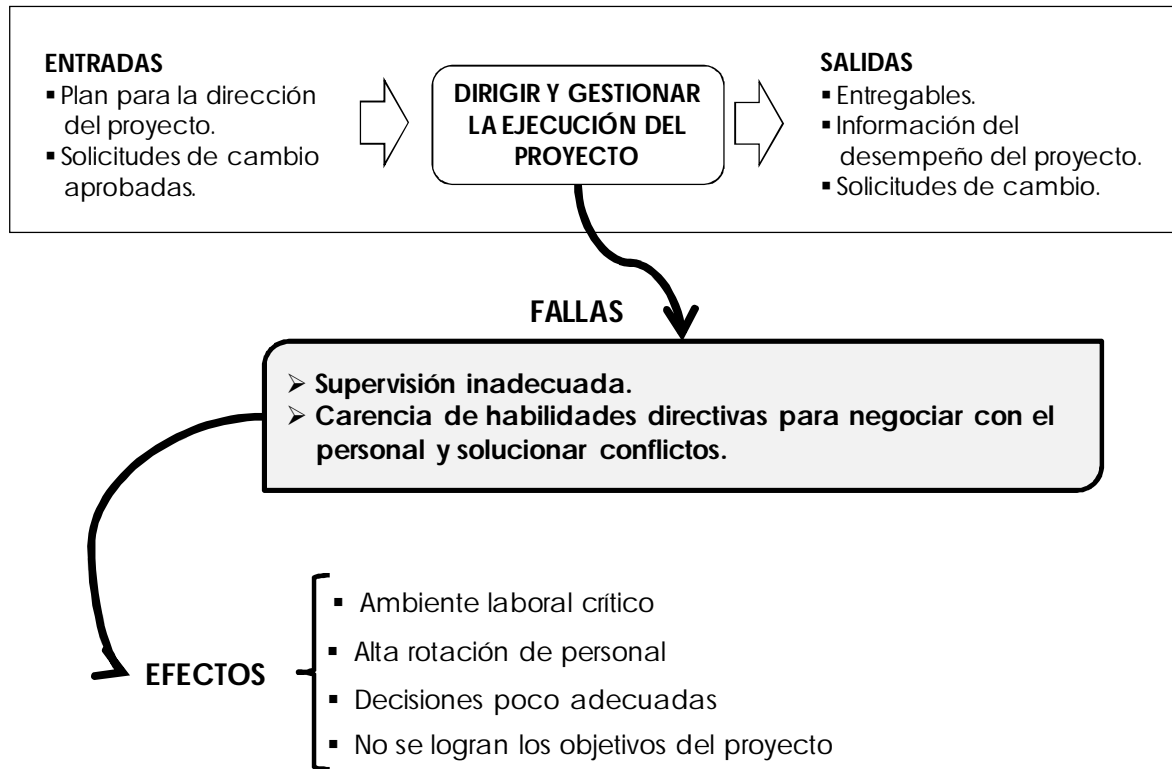 ENTRADAS
▪ Plan para la dirección
del proyecto.
▪ Solicitudes de cambio
aprobadas.
DIRIGIR Y GESTIONAR
LA EJECUCIÓN DEL
PROYECTO
SALIDAS
▪ Entregables.
▪ Información del
desempeño del proyecto.
▪ Solicitudes de cambio.
FALLAS
➢ Supervisión inadecuada.
➢ Carencia de habilidades directivas para negociar con el
personal y solucionar conflictos.
EFECTOS
▪ Ambiente laboral crítico
▪ Alta rotación de personal
▪ Decisiones poco adecuadas
▪ No se logran los objetivos del proyecto